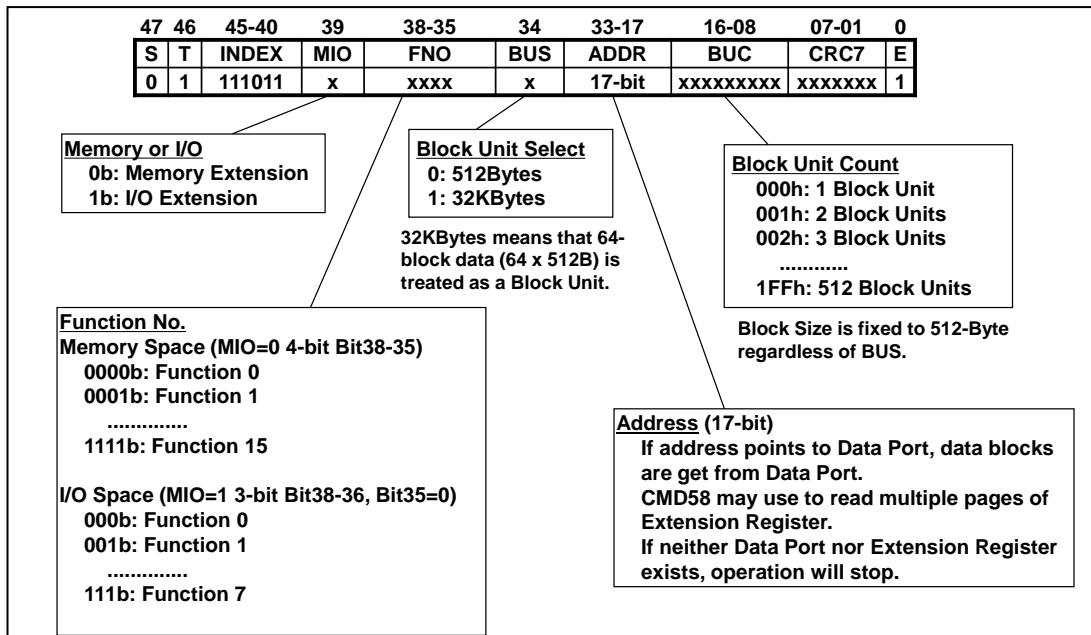 47 46 45-40 39 38-35 34 33-17 16-08 07-01 0
S T INDEX MIO FNO BUS ADDR BUC CRC7 E
0 1 111011 x xxxx x 17-bit xxxxxxxxx xxxxxxx 1
Memory or I/O
0b: Memory Extension
1b: I/O Extension
Block Unit Select
0: 512Bytes
1: 32KBytes
32KBytes means that 64-
block data (64 x 512B) is
treated as a Block Unit.
Block Unit Count
000h: 1 Block Unit
001h: 2 Block Units
002h: 3 Block Units
............
1FFh: 512 Block Units
Block Size is fixed to 512-Byte
regardless of BUS.
Function No.
Memory Space (MIO=0 4-bit Bit38-35)
0000b: Function 0
0001b: Function 1
..............
1111b: Function 15
I/O Space (MIO=1 3-bit Bit38-36, Bit35=0)
000b: Function 0
001b: Function 1
..............
111b: Function 7
Address (17-bit)
If address points to Data Port, data blocks
are get from Data Port.
CMD58 may use to read multiple pages of
Extension Register.
If neither Data Port nor Extension Register
exists, operation will stop.